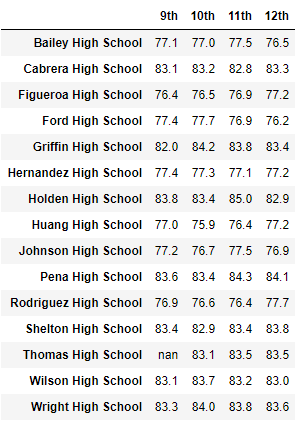 9th 10th 11th 12th
Bailey High School 77.1 77.0 77.5 76.5
Cabrera High School 83.1 83.2 82.8 83.3
Figueroa High School 76.4 76.5 76.9 77.2
Ford High School 77.4 77.7 76.9 76.2
Griffin High School 82.0 84.2 83.8 83.4
Hernandez High School 77.4 77.3 77.1 77.2
Holden High School 83.8 83.4 85.0 82.9
Huang High School 77.0 75.9 76.4 77.2
Johnson High School 77.2 76.7 77.5 76.9
Pena High School 83.6 83.4 84.3 84.1
Rodriguez High School 76.9 76.6 76.4 77.7
Shelton High School 83.4 82.9 83.4 83.8
Thomas High School nan 83.1 83.5 83.5
Wilson High School 83.1 83.7 83.2 83.0
Wright High School 83.3 84.0 83.8 83.6